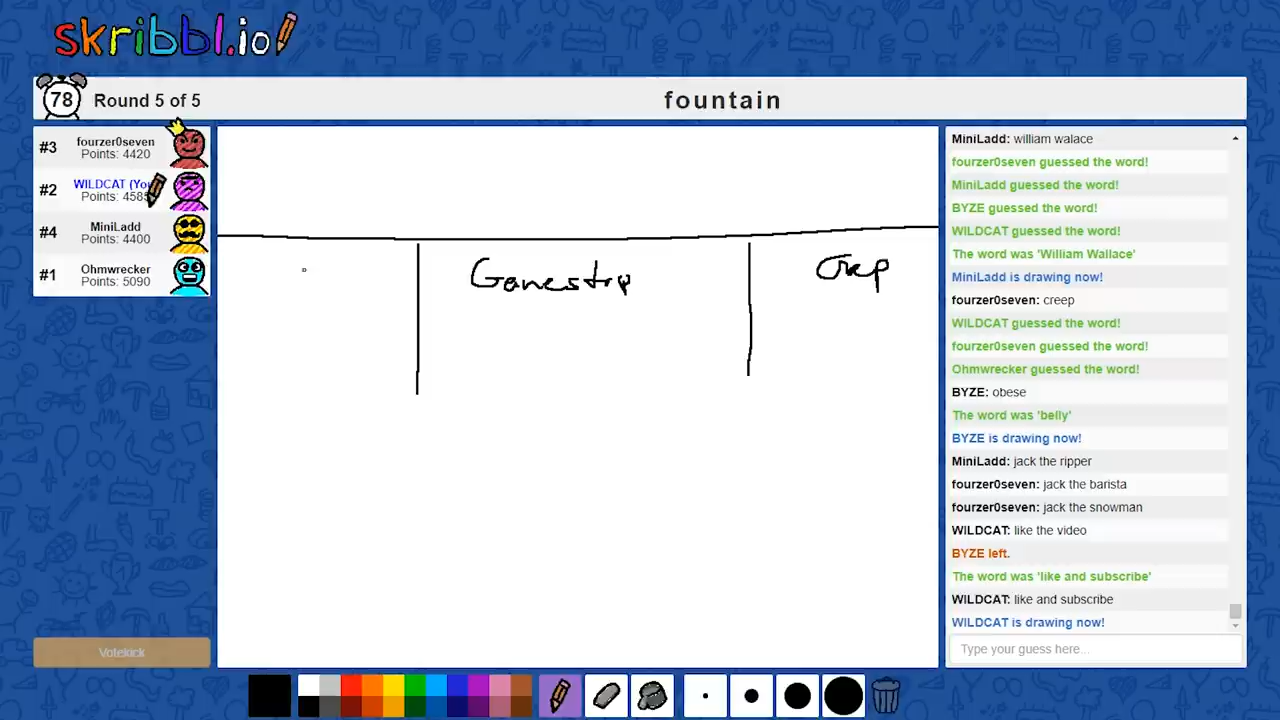 skribbl.io
78
Round 5 of 5
fountain
#3
fourzer0seven
Points: 4420
#2
WILDCAT (You
Points: 4585
#4
MiniLadd
Points: 4400
#1
Ohmwrecker
Points: 5090
Votekick
MiniLadd: william walace
fourzer0seven guessed the word!
MiniLadd guessed the word!
BYZE guessed the word!
WILDCAT guessed the word!
The word was 'William Wallace'
MiniLadd is drawing now!
fourzer0seven: creep
WILDCAT guessed the word!
fourzer0seven guessed the word!
Ohmwrecker guessed the word!
BYZE: obese
The word was 'belly'
BYZE is drawing now!
MiniLadd: jack the ripper
fourzer0seven: jack the barista
fourzer0seven: jack the snowman
WILDCAT: like the video
BYZE left.
The word was 'like and subscribe'
WILDCAT: like and subscribe
WILDCAT is drawing now!
Type your guess here...